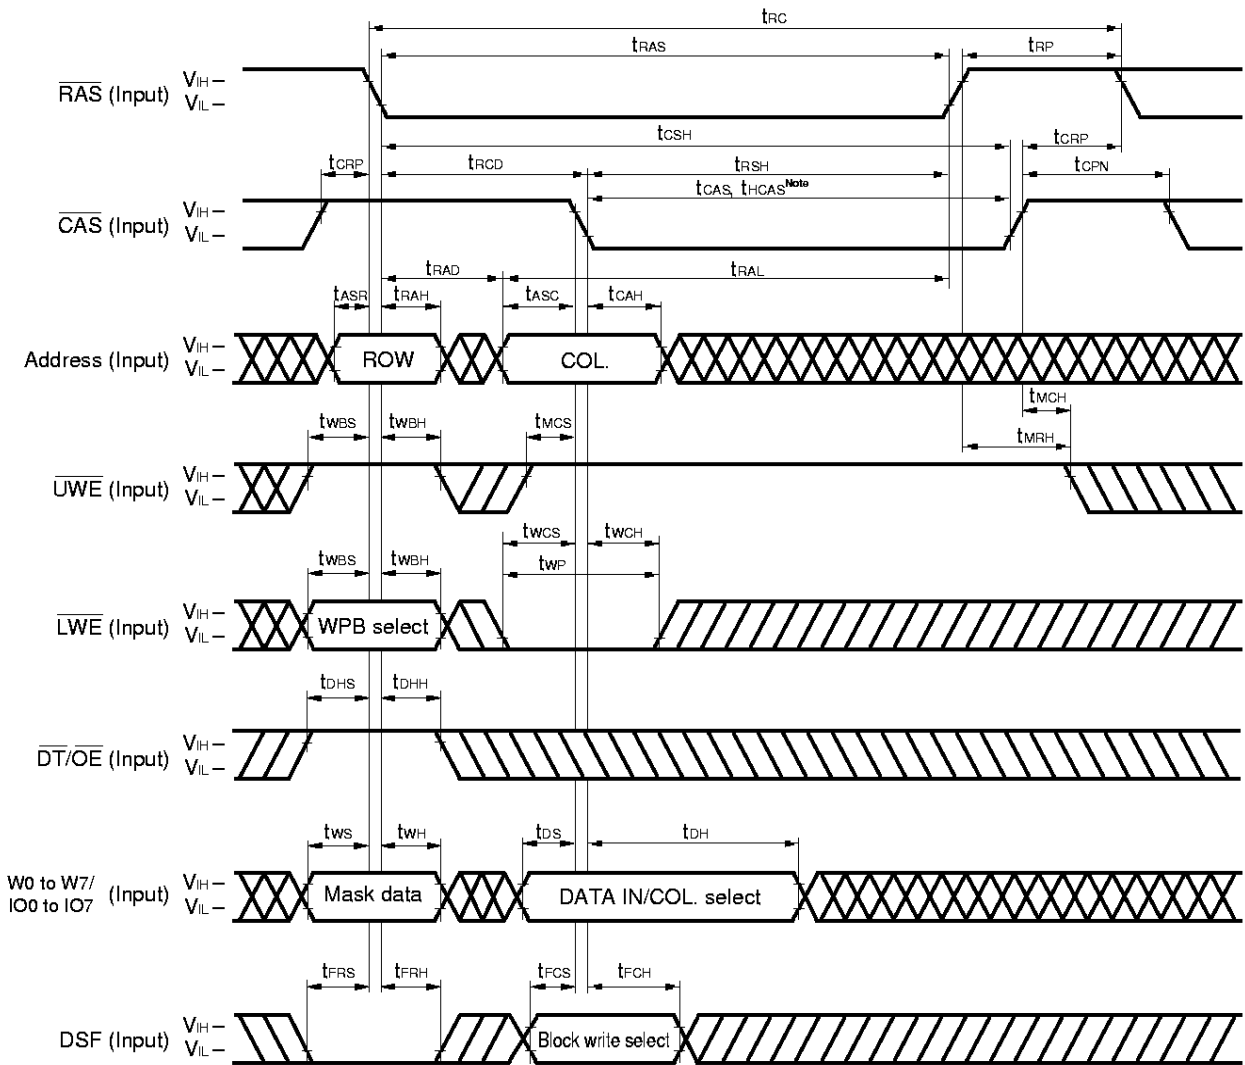 tRC
tRAS tRP
RAS (Input) VIH VIL
tCSH
tCRP tRCD tRSH tCRP
tCAS, tHCAS Note tCPN
CAS (Input) VIH VIL
tRAD tRAL
tASR tRAH tASC tCAH
Address (Input) VIH VIL ROW COL.
tMCH
tWBS tWBH tMCS tMRH
UWE (Input) VIH VIL
tWCS tWCH
tWBS tWBH tWP
LWE (Input) VIH VIL WPB select
tDHS tDHH
DT/OE (Input) VIH VIL
tWS tWH tDS tDH
W0 to W7/
IO0 to IO7 (Input) VIH VIL Mask data DATA IN/COL. select
tFRS tFRH tFCS tFCH
DSF (Input) VIH VIL Block write select